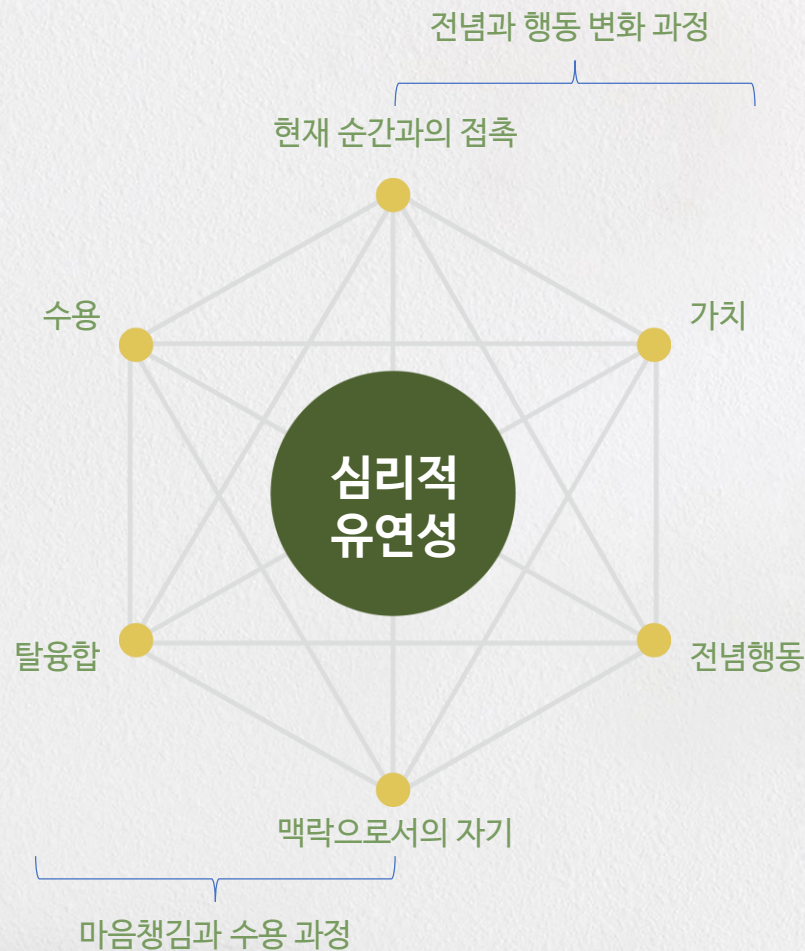 전념과 행동 변화 과정
현재 순간과의 접촉
수용
가치
심리적
유연성
탈융합
전념행동
맥락으로서의 자기
마음챙김과 수용 과정